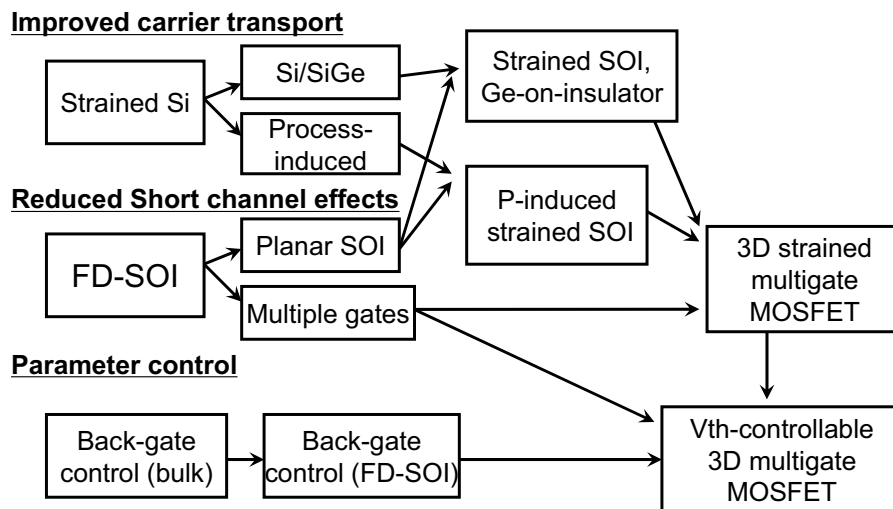 Improved carrier transport
Strained Si
Si/SiGe
Process-
induced
Strained SOI,
Ge-on-insulator
P-induced
strained SOI
Reduced Short channel effects
FD-SOI
Planar SOI
Multiple gates
3D strained
multigate
MOSFET
Parameter control
Back-gate
control (bulk)
Back-gate
control (FD-SOI)
Vth-controllable
3D multigate
MOSFET